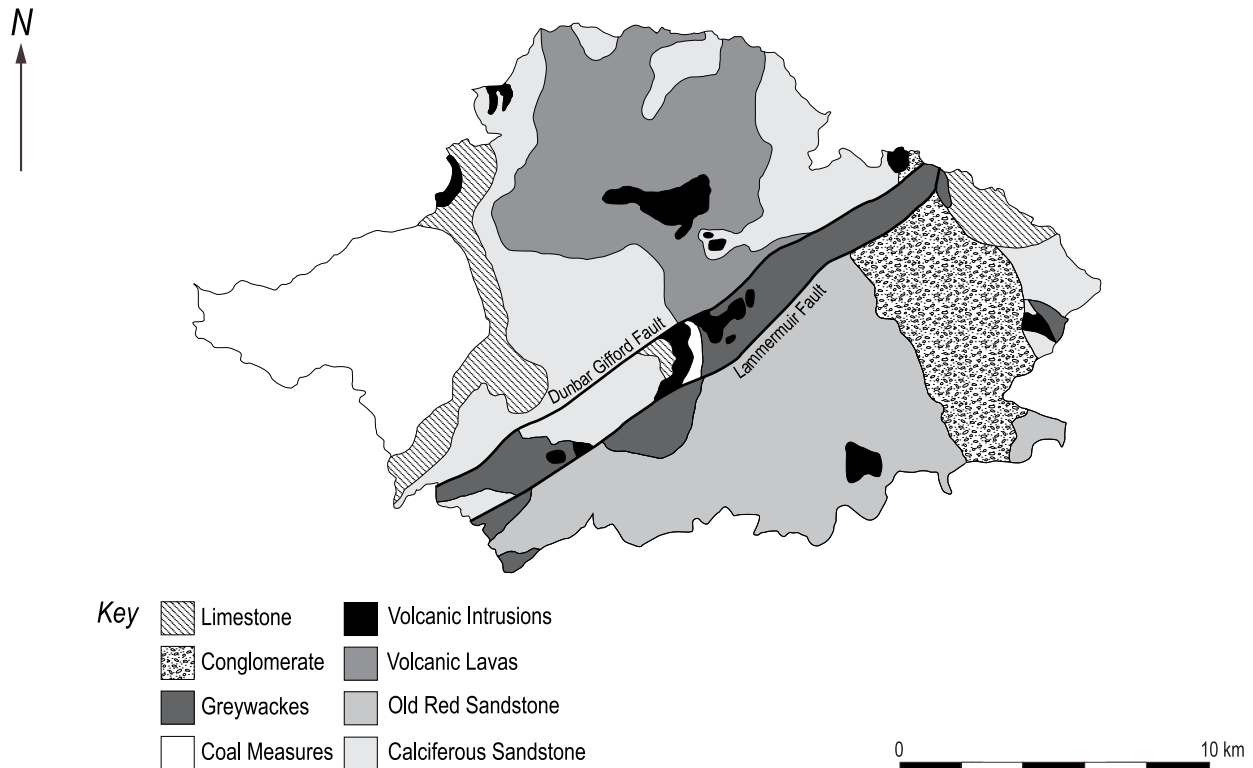 N
Dunbar Gifford Fault
Lammermuir Fault
Key
Limestone
Conglomerate
Greywackes
Coal Measures
Volcanic Intrusions
Volcanic Lavas
Old Red Sandstone
Calciferous Sandstone
0
10 km